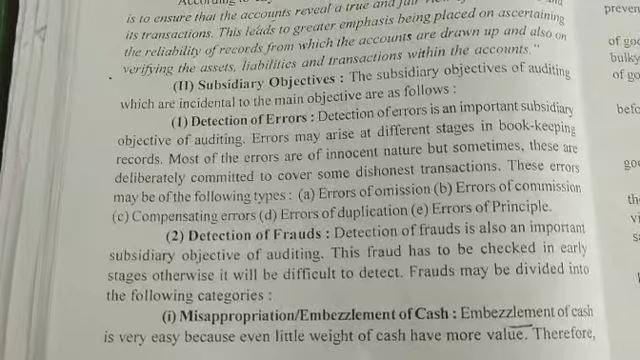 is to ensure that the accounts reveal a true and fair
its transactions. This leads to greater emphasis being placed on ascertaining
the reliability of records from which the accounts are drawn up and also on
verifying the assets, liabilities and transactions within the accounts."
(II) Subsidiary Objectives : The subsidiary objectives of auditing
which are incidental to the main objective are as follows :
(1) Detection of Errors : Detection of errors is an important subsidiary
objective of auditing. Errors may arise at different stages in book-keeping
records. Most of the errors are of innocent nature but sometimes, these are
deliberately committed to cover some dishonest transactions. These errors
may be of the following types : (a) Errors of omission (b) Errors of commission
(c) Compensating errors (d) Errors of duplication (e) Errors of Principle.
(2) Detection of Frauds : Detection of frauds is also an important
subsidiary objective of auditing. This fraud has to be checked in early
stages otherwise it will be difficult to detect. Frauds may be divided into
the following categories :
(i) Misappropriation/Embezzlement of Cash : Embezzlement of cash
is very easy because even little weight of cash have more value. Therefore,
preven
of goo
bulky
of go
befo